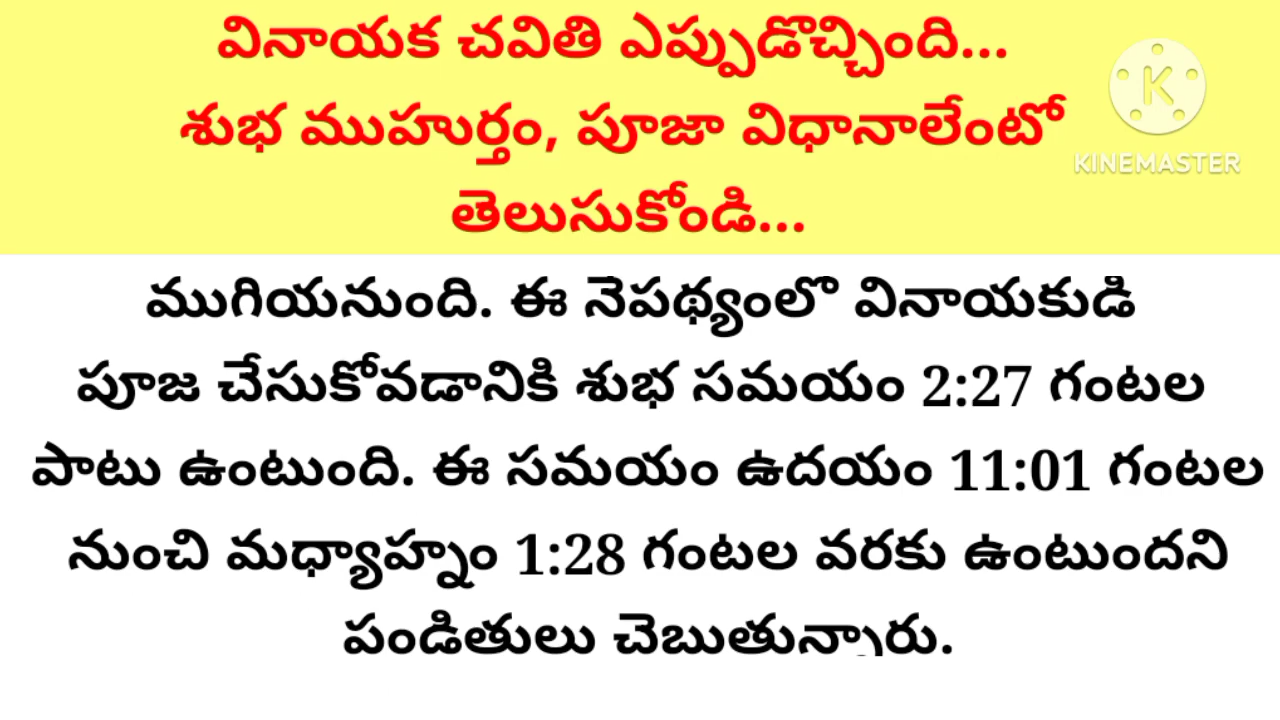 వినాయక చవితి ఎప్పుడొచ్చింది...
శుభ ముహుర్తం, పూజా విధానాలేంటో
KINEMASTER
తెలుసుకోండి...
ముగియనుంది. ఈ నెపథ్యంలొ వినాయకుడి
పూజ చేసుకోవడానికి శుభ సమయం 2:27 గంటల
పాటు ఉంటుంది. ఈ సమయం ఉదయం 11:01 గంటల
నుంచి మధ్యాహ్నం 1:28 గంటల వరకు ఉంటుందని
పండితులు చెబుతున్నారు.